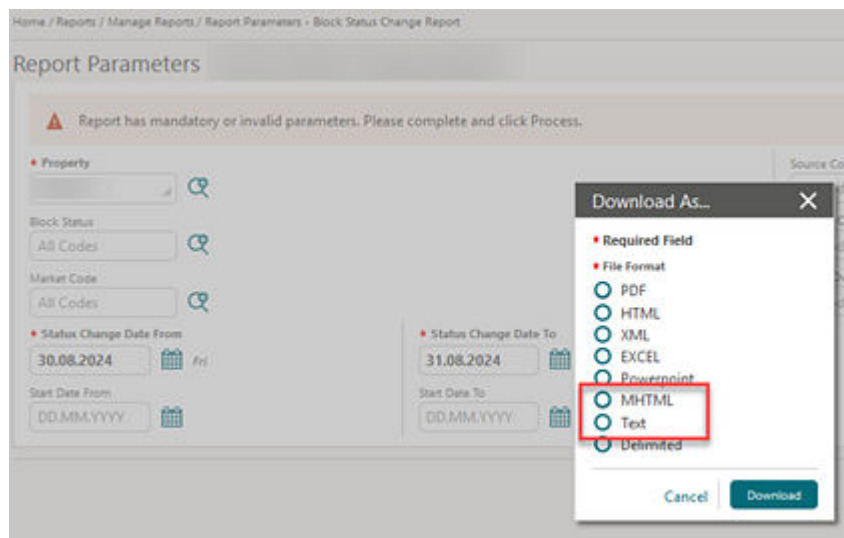 Home / Reports / Manage Reports / Report Parameters - Block Status Change Report
Report Parameters
Report has mandatory or invalid parameters. Please complete and click Process.
* Property
Source Co
Block Status
All Codes
Market Code
All Codes
* Status Change Date From
30.08.2024 Fri
* Status Change Date To
31.08.2024
Start Date From
DD.MM.YYYY
Start Date To
DD.MM.YYYY
Download As...
* Required Field
* File Format
PDF
HTML
XML
EXCEL
Powerpoint
MHTML
Text
Delimited
Cancel
Download